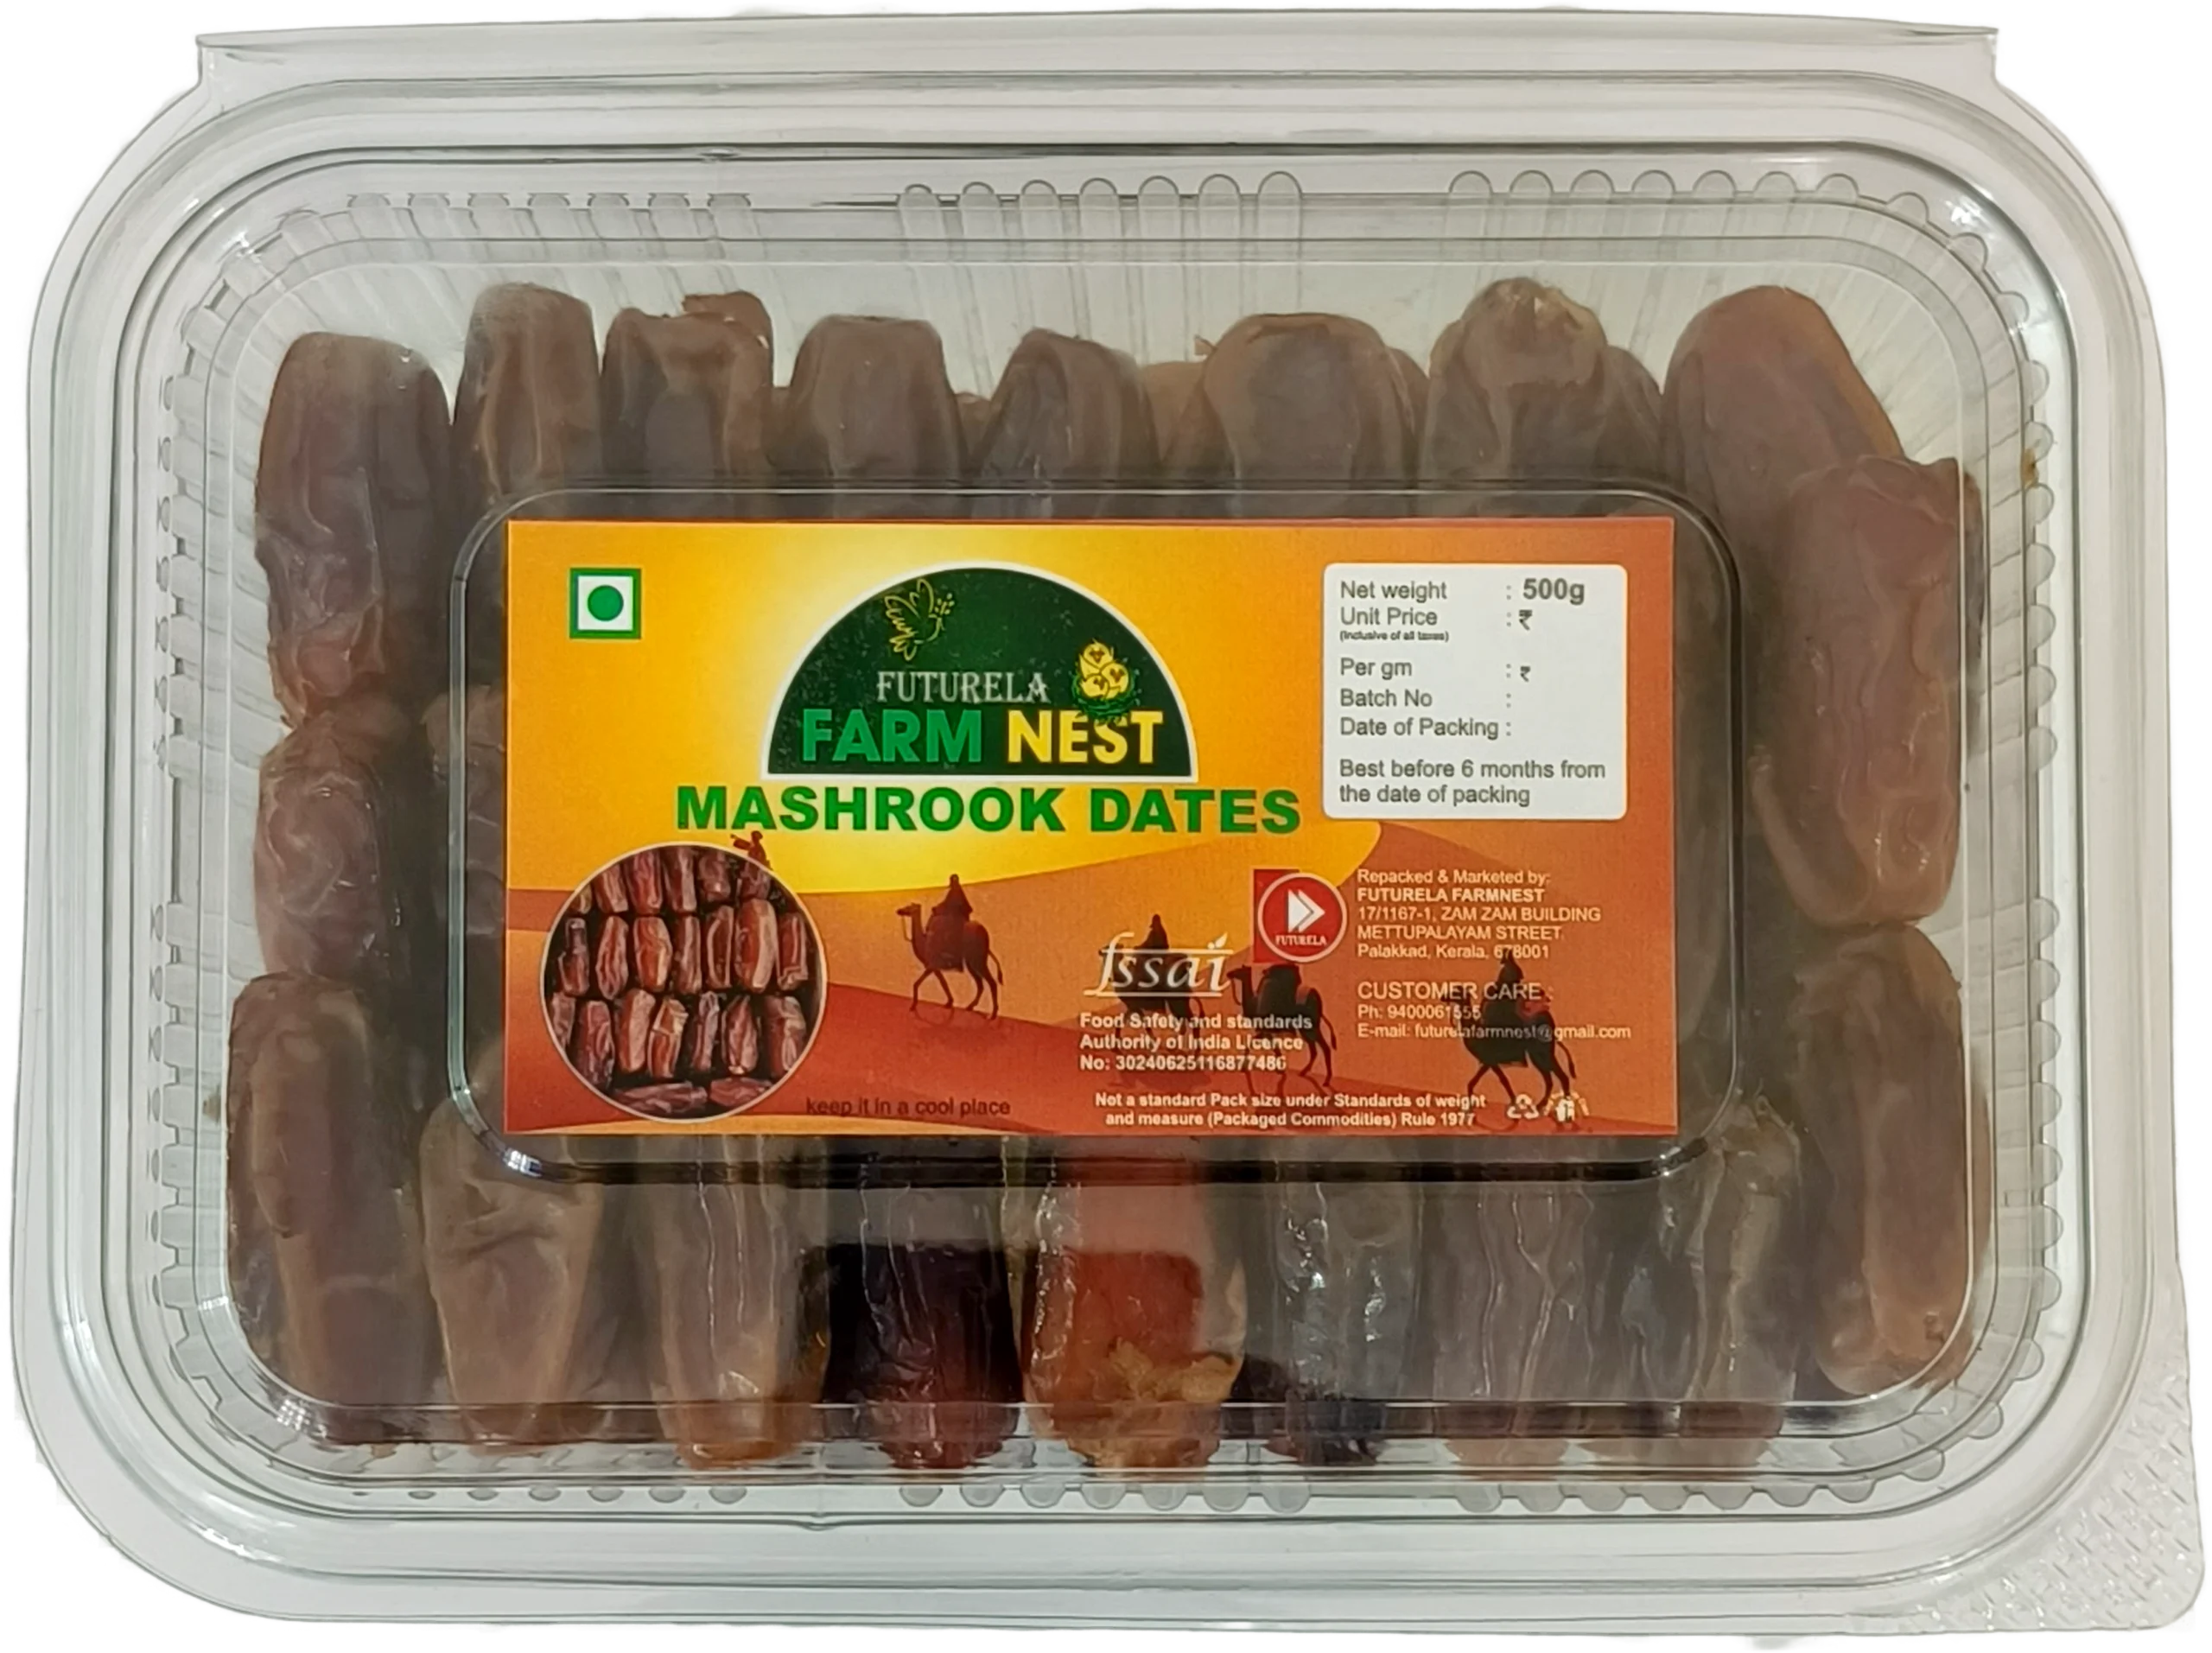 FUTURELA
FARM NEST
MASHROOK DATES
Net weight : 500g
Unit Price : ₹
(Inclusive of all taxes)
Per gm : ₹
Batch No :
Date of Packing :
Best before 6 months from
the date of packing
FUTURELA
Repacked & Marketed by:
FUTURELA FARMNEST
17/1167-1, ZAM ZAM BUILDING
METTUPALAYAM STREET
Palakkad, Kerala, 678001
CUSTOMER CARE :
Ph: 9400061555
E-mail: futurelafarmnest@gmail.com
fssai
Food Safety and standards
Authority of India Licence
No: 30240625116877486
keep it in a cool place
Not a standard Pack size under Standards of weight
and measure (Packaged Commodities) Rule 1977